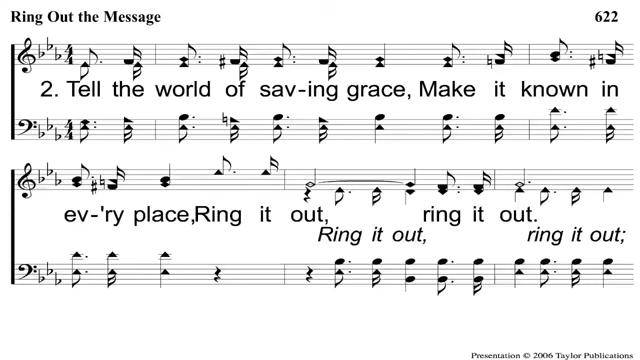 Ring Out the Message 622
2. Tell the world of sav-ing grace, Make it known in
ev-'ry place,Ring it out, ring it out.
Ring it out, ring it out;
Presentation © 2006 Taylor Publications